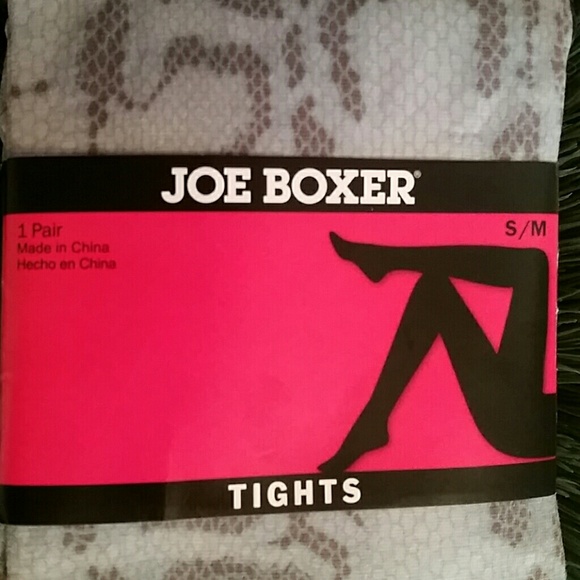 JOE BOXER®
1 Pair
Made in China
Hecho en China
S/M
TIGHTS